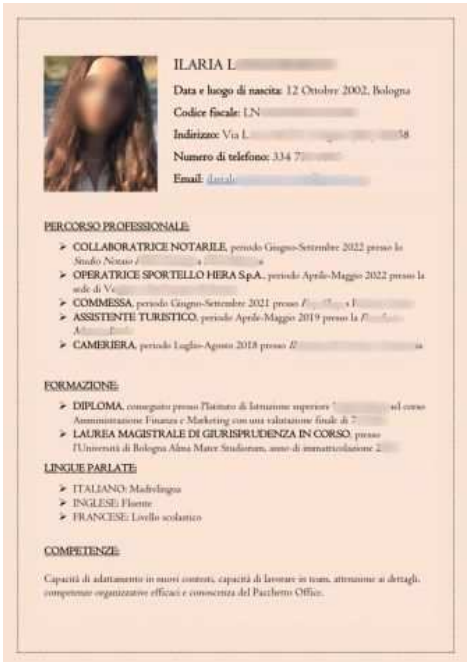 ILARIA L
Data e luogo di nascita: 12 Ottobre 2002, Bologna
Codice fiscale: LN
Indirizzo: Via L 58
Numero di telefono: 334 7
Email:
PERCORSO PROFESSIONALE:
➢ COLLABORATRICE NOTARILE, periodo Giugno-Settembre 2022 presso lo
Studio Notaio
➢ OPERATRICE SPORTELLO HERA S.p.A., periodo Aprile-Maggio 2022 presso la
sede di
➢ COMMESSA, periodo Giugno-Settembre 2021 presso
➢ ASSISTENTE TURISTICO, periodo Aprile-Maggio 2019 presso la
➢ CAMERIERA, periodo Luglio-Agosto 2018 presso
FORMAZIONE:
➢ DIPLOMA, conseguito presso l'Istituto di Istruzione superiore nel corso
Amministrazione Finanza e Marketing con una valutazione finale di 7
➢ LAUREA MAGISTRALE DI GIURISPRUDENZA IN CORSO, presso
l'Università di Bologna Alma Mater Studiorum, anno di immatricolazione 2
LINGUE PARLATE:
➢ ITALIANO: Madrelingua
➢ INGLESE: Fluente
➢ FRANCESE: Livello scolastico
COMPETENZE:
Capacità di adattamento in nuovi contesti, capacità di lavorare in team, attenzione ai dettagli,
competenze organizzative efficaci e conoscenza del Pacchetto Office.